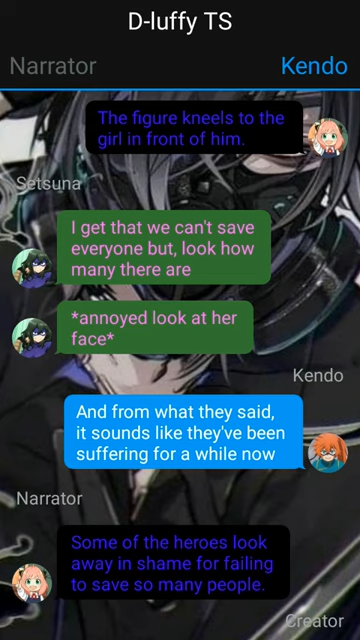 D-luffy TS
Narrator
Kendo
The figure kneels to the
girl in front of him.
Setsuna
I get that we can't save
everyone but, look how
many there are
*annoyed look at her
face*
Kendo
And from what they said,
it sounds like they've been
suffering for a while now
Narrator
Some of the heroes look
away in shame for failing
to save so many people.
Creator